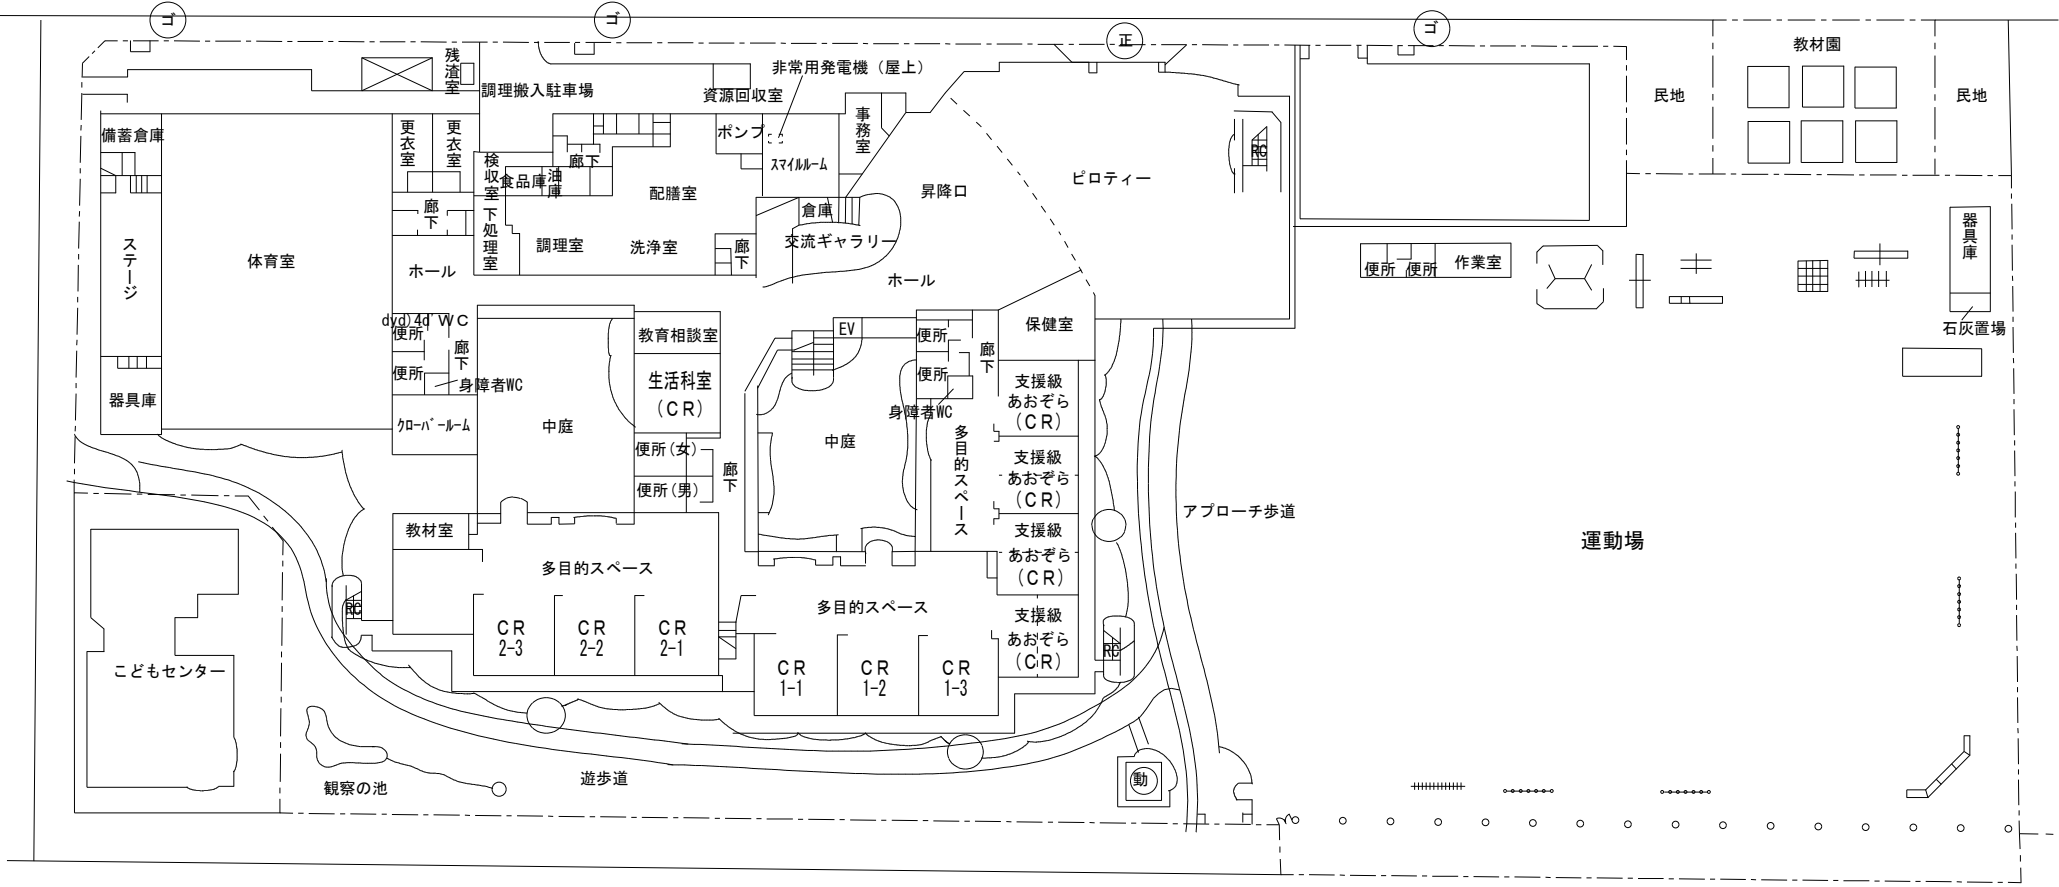 ゴ
ゴ
正
ゴ
残渣室
調理搬入駐車場
資源回収室
非常用発電機（屋上）
教材園
民地
民地
備蓄倉庫
更衣室
更衣室
検収室
廊下
食品庫
油庫
ポンプ
事務室
スマイルルーム
配膳室
昇降口
ピロティー
RC
廊下
下処理室
調理室
洗浄室
廊下
倉庫
交流ギャラリー
ステージ
体育室
ホール
ホール
便所
便所
作業室
器具庫
石灰置場
dyd)4d'WC
便所
廊下
便所
身障者WC
クローバールーム
器具庫
中庭
教育相談室
生活科室
(CR)
便所(女)
便所(男)
廊下
EV
中庭
便所
廊下
便所
身障者WC
多目的スペース
保健室
支援級
あおぞら
(CR)
支援級
あおぞら
(CR)
支援級
あおぞら
(CR)
支援級
あおぞら
(CR)
アプローチ歩道
運動場
教材室
多目的スペース
多目的スペース
RC
CR
2-3
CR
2-2
CR
2-1
CR
1-1
CR
1-2
CR
1-3
RC
こどもセンター
観察の池
遊歩道
動